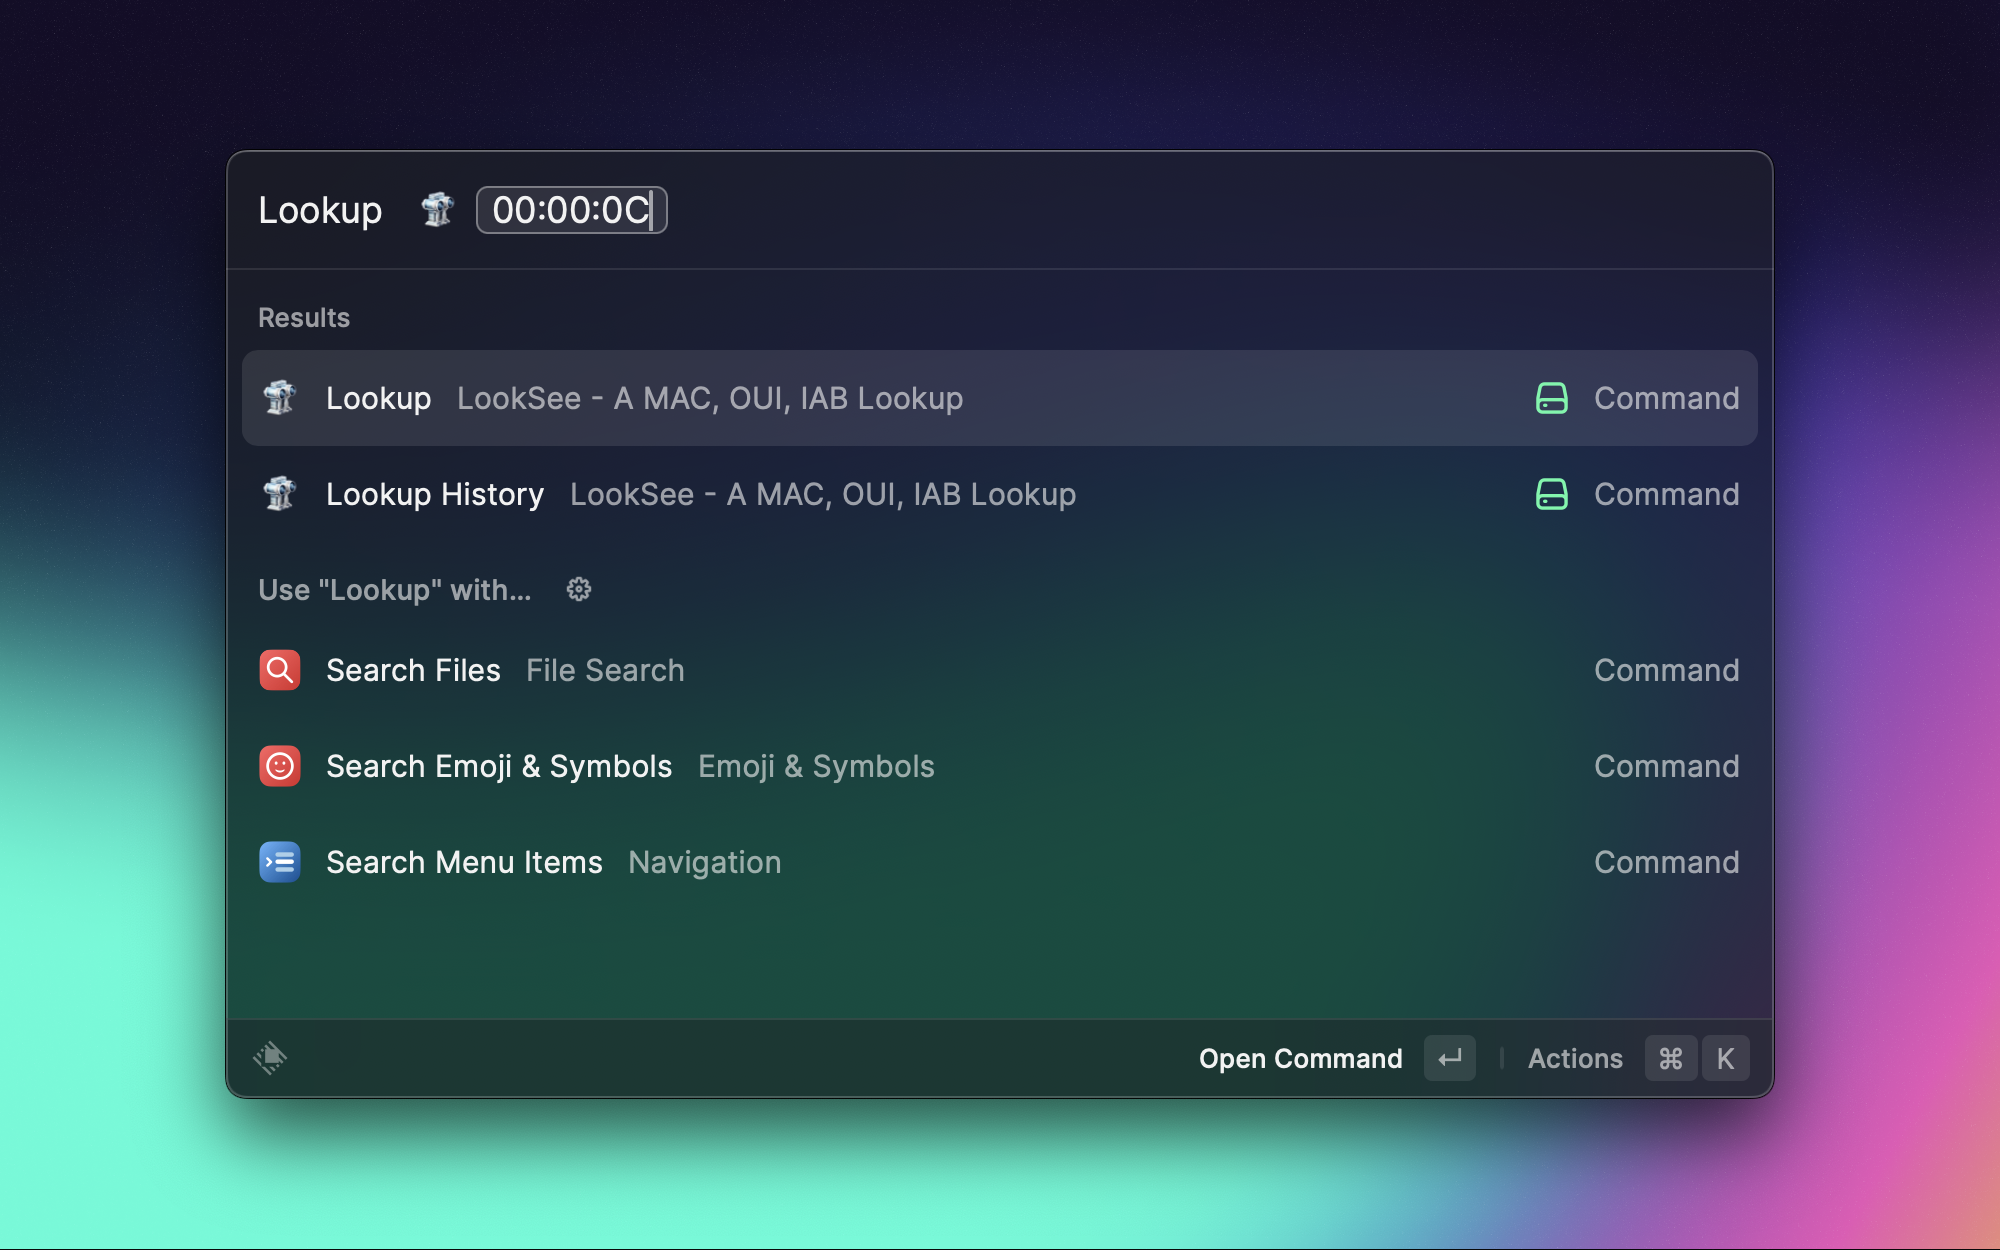 Lookup 00:00:0C
Results
Lookup LookSee - A MAC, OUI, IAB Lookup Command
Lookup History LookSee - A MAC, OUI, IAB Lookup Command
Use "Lookup" with...
Search Files File Search Command
Search Emoji & Symbols Emoji & Symbols Command
Search Menu Items Navigation Command
Open Command ↵ Actions ⌘ K